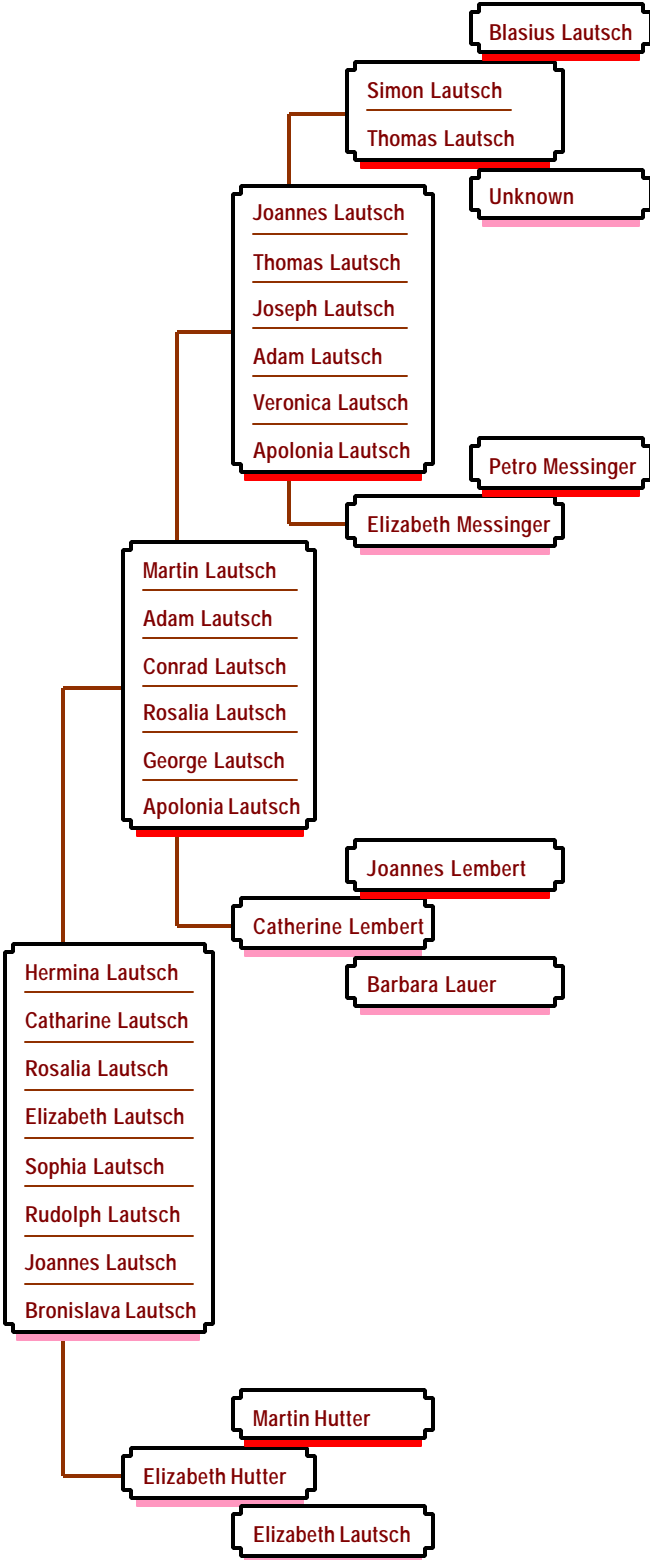 Blasius Lautsch
Simon Lautsch
Thomas Lautsch
Unknown
Joannes Lautsch
Thomas Lautsch
Joseph Lautsch
Adam Lautsch
Veronica Lautsch
Apolonia Lautsch
Petro Messinger
Elizabeth Messinger
Martin Lautsch
Adam Lautsch
Conrad Lautsch
Rosalia Lautsch
George Lautsch
Apolonia Lautsch
Joannes Lembert
Catherine Lembert
Barbara Lauer
Hermina Lautsch
Catharine Lautsch
Rosalia Lautsch
Elizabeth Lautsch
Sophia Lautsch
Rudolph Lautsch
Joannes Lautsch
Bronislava Lautsch
Martin Hutter
Elizabeth Hutter
Elizabeth Lautsch